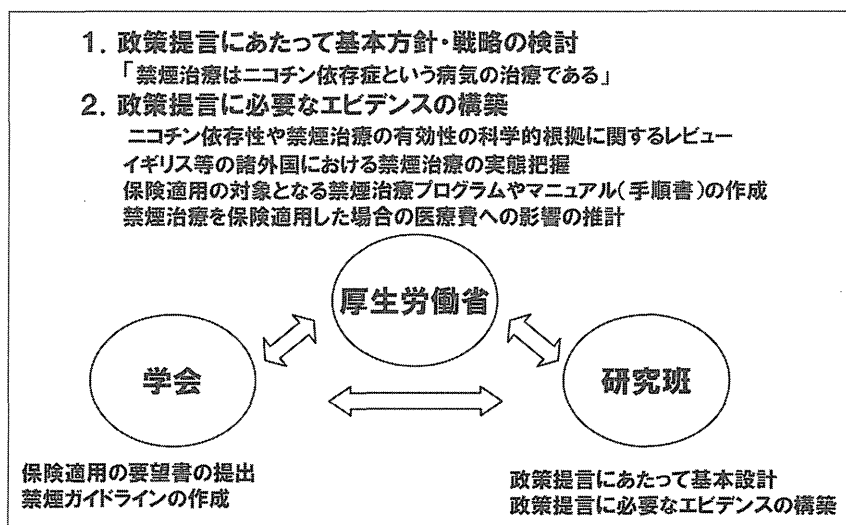 1. 政策提言にあたって基本方針・戦略の検討
「禁煙治療はニコチン依存症という病気の治療である」
2. 政策提言に必要なエビデンスの構築
ニコチン依存性や禁煙治療の有効性の科学的根拠に関するレビュー
イギリス等の諸外国における禁煙治療の実態把握
保険適用の対象となる禁煙治療プログラムやマニュアル(手順書)の作成
禁煙治療を保険適用した場合の医療費への影響の推計
厚生労働省
学会
研究班
保険適用の要望書の提出
禁煙ガイドラインの作成
政策提言にあたって基本設計
政策提言に必要なエビデンスの構築